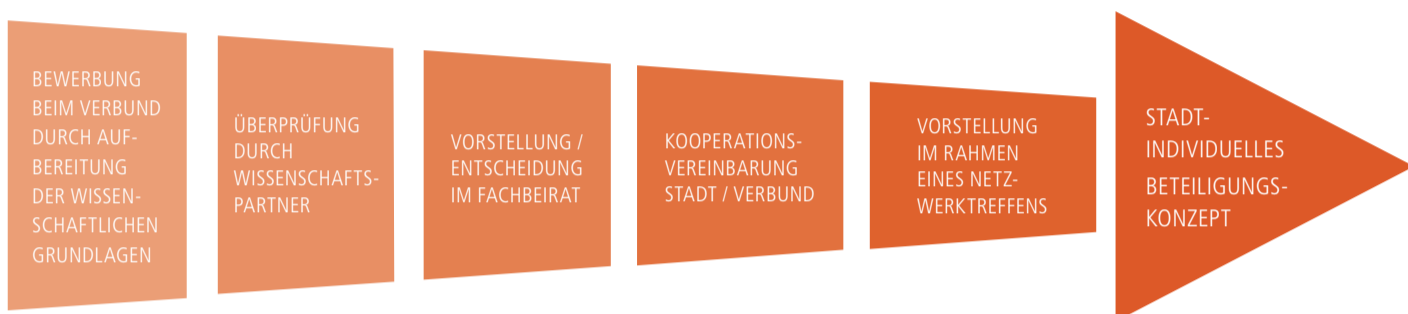 BEWERBUNG
BEIM VERBUND
DURCH AUF-
BEREITUNG
DER WISSEN-
SCHAFTLICHEN
GRUNDLAGEN
ÜBERPRÜFUNG
DURCH
WISSENSCHAFTS-
PARTNER
VORSTELLUNG /
ENTSCHEIDUNG
IM FACHBEIRAT
KOOPERATIONS-
VEREINBARUNG
STADT / VERBUND
VORSTELLUNG
IM RAHMEN
EINES NETZ-
WERKTREFFENS
STADT-
INDIVIDUELLES
BETEILIGUNGS-
KONZEPT